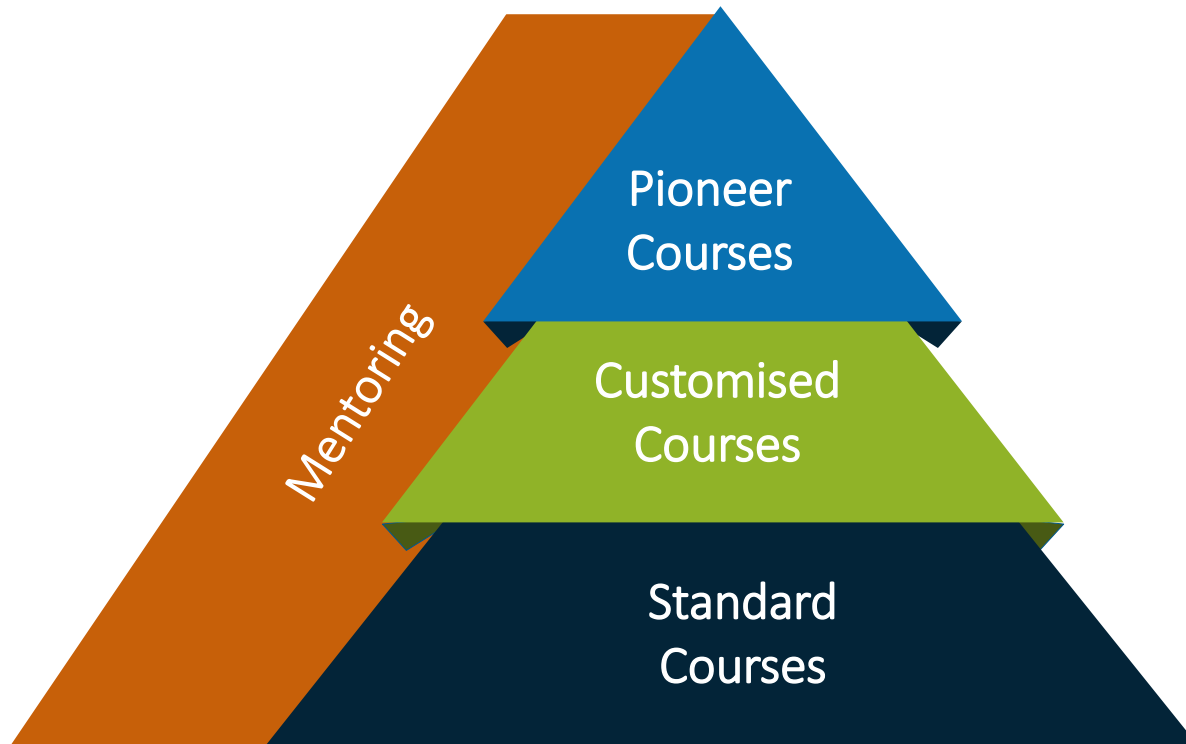 Pioneer
Courses
Mentoring
Customised
Courses
Standard
Courses